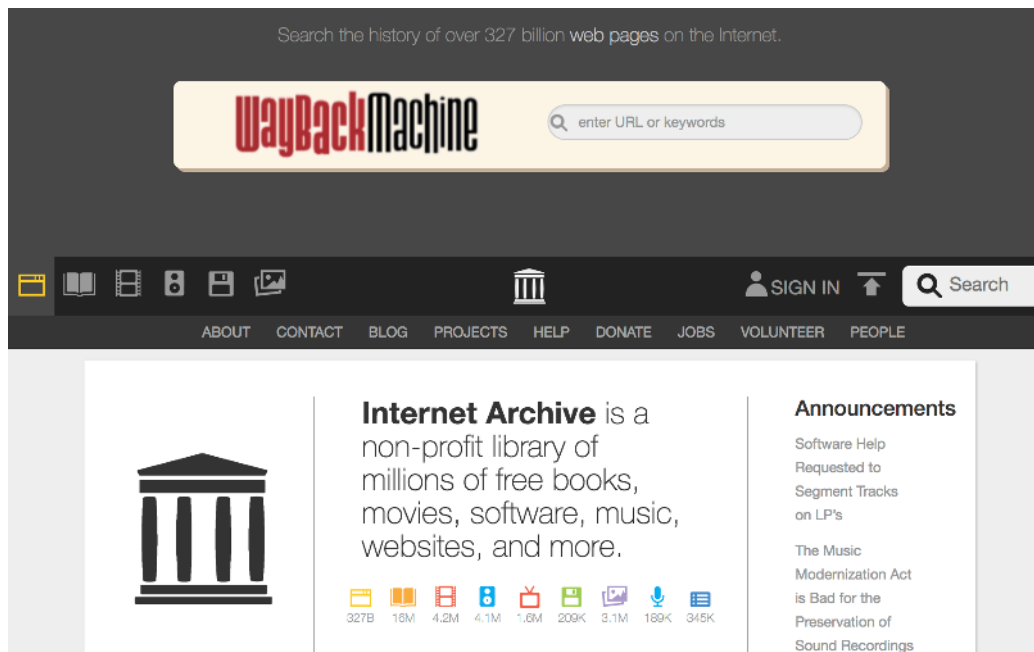 Search the history of over 327 billion web pages on the Internet.
WayBackMachine
enter URL or keywords
SIGN IN
Search
ABOUT CONTACT BLOG PROJECTS HELP DONATE JOBS VOLUNTEER PEOPLE
Internet Archive is a
non-profit library of
millions of free books,
movies, software, music,
websites, and more.
327B 16M 4.2M 4.1M 1.6M 209K 3.1M 189K 345K
Announcements
Software Help
Requested to
Segment Tracks
on LP's
The Music
Modernization Act
is Bad for the
Preservation of
Sound Recordings